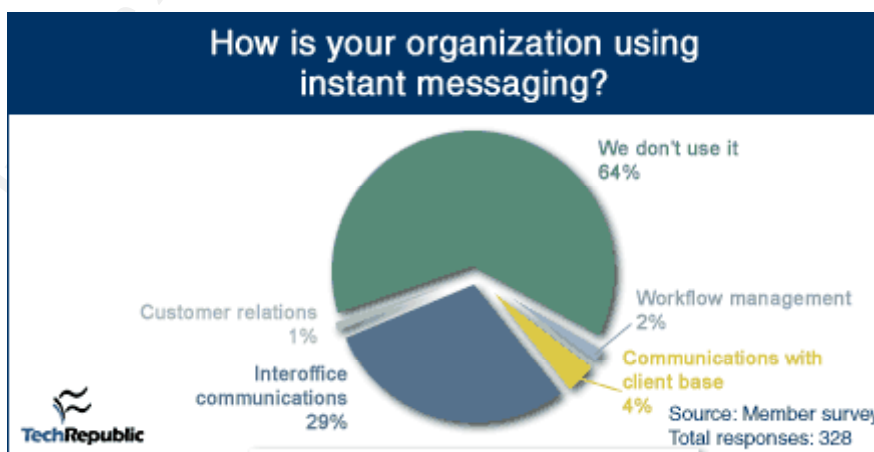 How is your organization using
instant messaging?
We don't use it
64%
Workflow management
2%
Communications with
client base
4%
Customer relations
1%
Interoffice
communications
29%
TechRepublic
Source: Member survey
Total responses: 328